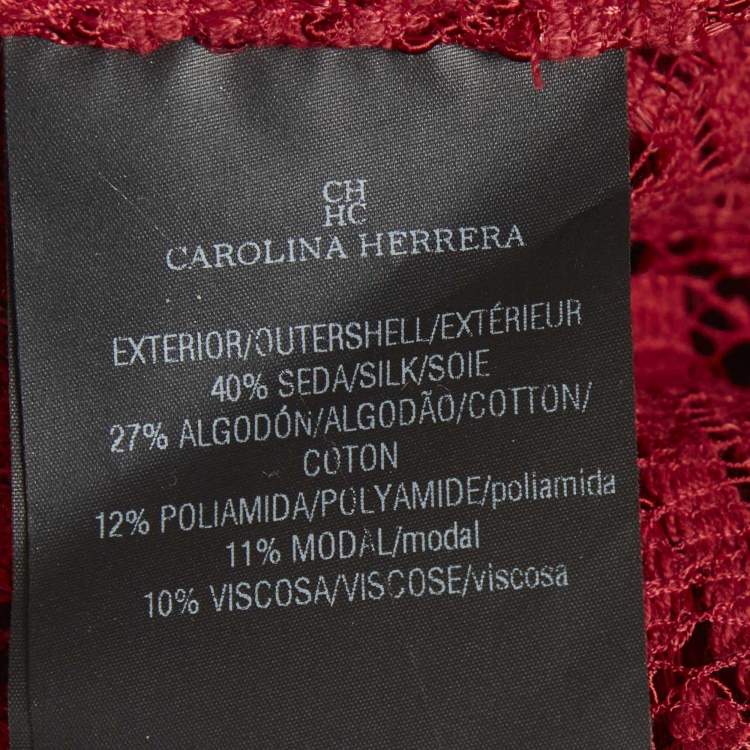 CH
HC
CAROLINA HERRERA
EXTERIOR/OUTERSHELL/EXTÉRIEUR
40% SEDA/SILK/SOIE
27% ALGODÓN/ALGODÃO/COTTON/
COTON
12% POLIAMIDA/POLYAMIDE/poliamida
11% MODAL/modal
10% VISCOSA/VISCOSE/viscosa